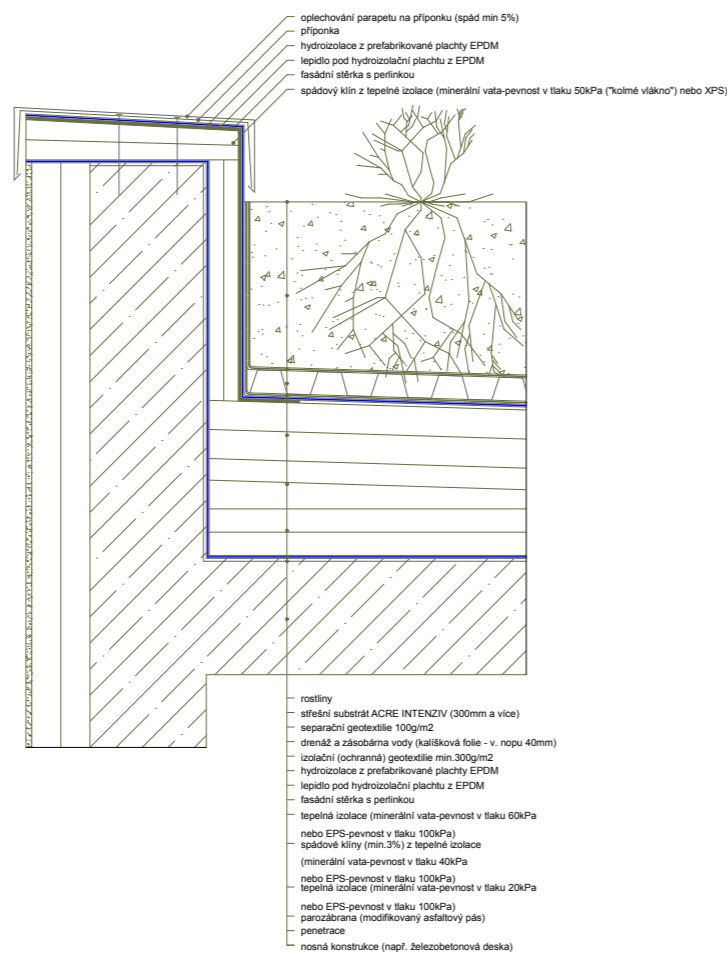 oplechování parapetu na příponku (spád min 5%)
příponka
hydroizolace z prefabrikované plachty EPDM
lepidlo pod hydroizolační plachtu z EPDM
fasádní stěrka s perlinkou
spádový klín z tepelné izolace (minerální vata-pevnost v tlaku 50kPa ("kolmé vlákno") nebo XPS)
rostliny
střešní substrát ACRE INTENZIV (300mm a více)
separační geotextilie 100g/m2
drenáž a zásobárna vody (kalíšková folie - v. nopu 40mm)
izolační (ochranná) geotextilie min.300g/m2
hydroizolace z prefabrikované plachty EPDM
lepidlo pod hydroizolační plachtu z EPDM
fasádní stěrka s perlinkou
tepelná izolace (minerální vata-pevnost v tlaku 60kPa
nebo EPS-pevnost v tlaku 100kPa)
spádové klíny (min.3%) z tepelné izolace
(minerální vata-pevnost v tlaku 40kPa
nebo EPS-pevnost v tlaku 100kPa)
tepelná izolace (minerální vata-pevnost v tlaku 20kPa
nebo EPS-pevnost v tlaku 100kPa)
parozábrana (modifikovaný asfaltový pás)
penetrace
nosná konstrukce (např. železobetonová deska)